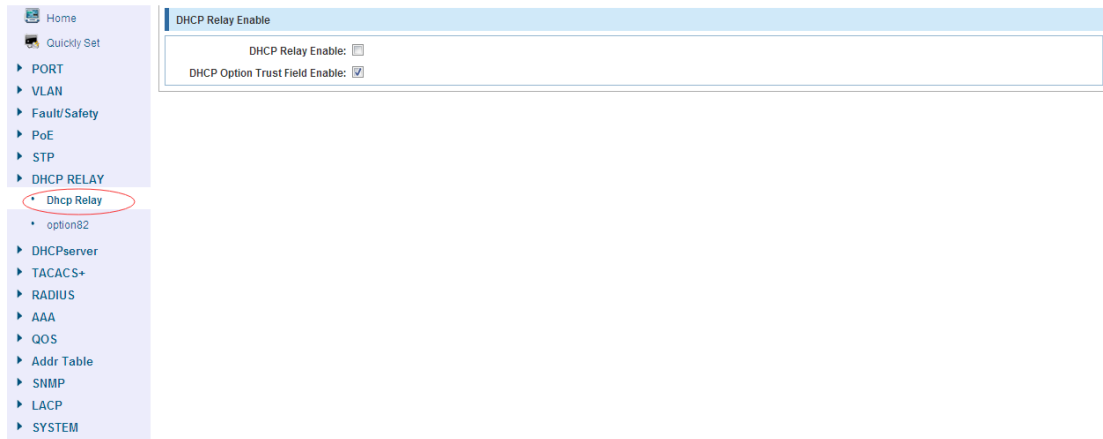 Home
Quickly Set
PORT
VLAN
Fault/Safety
PoE
STP
DHCP RELAY
Dhcp Relay
option82
DHCPserver
TACACS+
RADIUS
AAA
QOS
Addr Table
SNMP
LACP
SYSTEM
DHCP Relay Enable
DHCP Relay Enable:
DHCP Option Trust Field Enable: